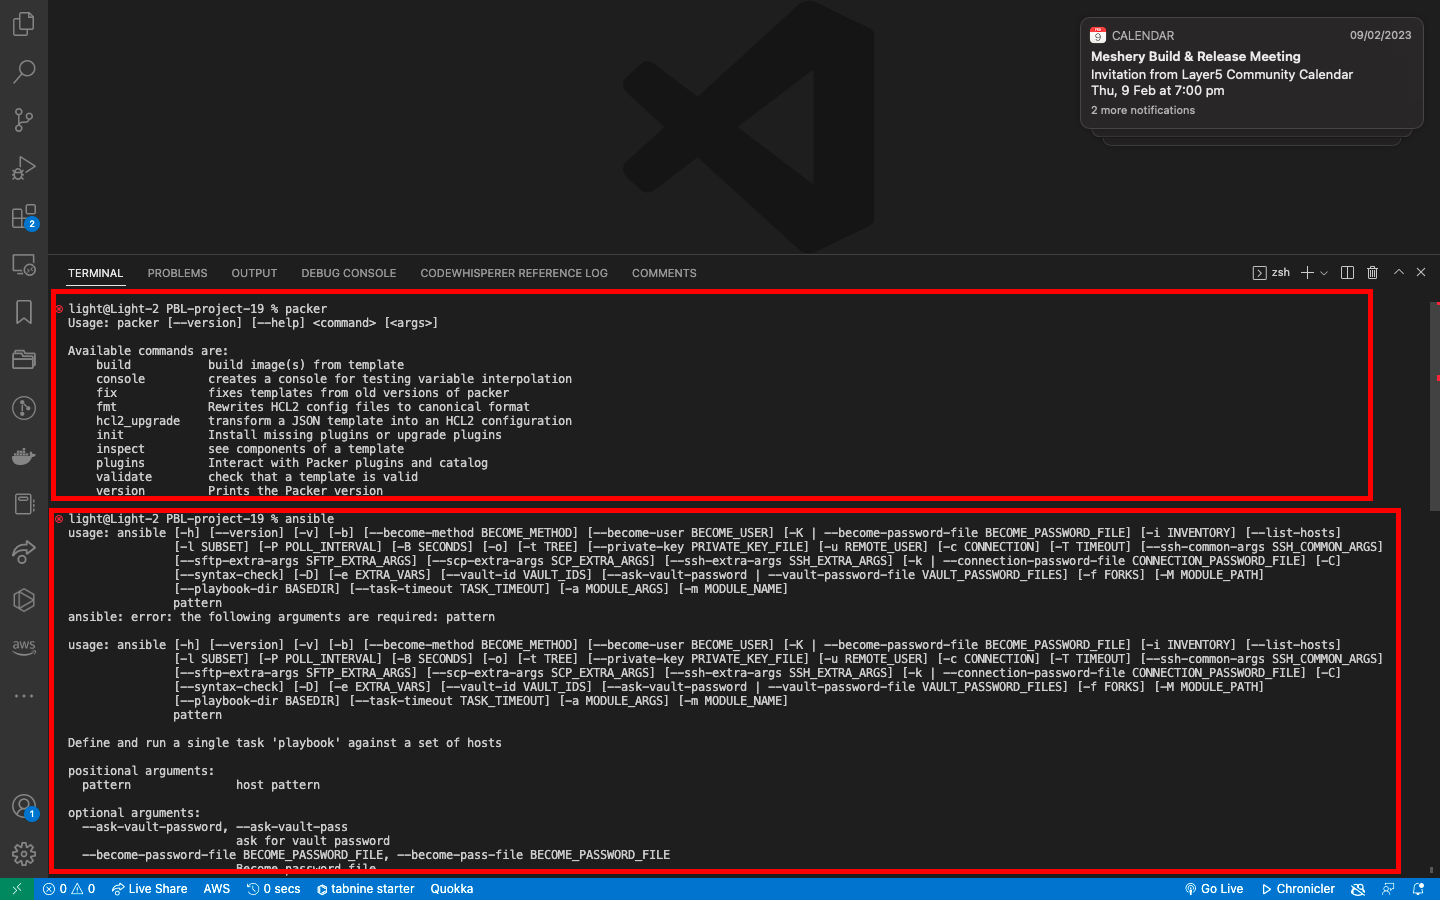 CALENDAR 09/02/2023
Meshery Build & Release Meeting
Invitation from Layer5 Community Calendar
Thu, 9 Feb at 7:00 pm
2 more notifications
2
TERMINAL PROBLEMS OUTPUT DEBUG CONSOLE CODEWHISPERER REFERENCE LOG COMMENTS zsh
light@Light-2 PBL-project-19 % packer
Usage: packer [--version] [--help] <command> [<args>]
Available commands are:
build build image(s) from template
console creates a console for testing variable interpolation
fix fixes templates from old versions of packer
fmt Rewrites HCL2 config files to canonical format
hcl2_upgrade transform a JSON template into an HCL2 configuration
init Install missing plugins or upgrade plugins
inspect see components of a template
plugins Interact with Packer plugins and catalog
validate check that a template is valid
version Prints the Packer version
light@Light-2 PBL-project-19 % ansible
usage: ansible [-h] [--version] [-v] [-b] [--become-method BECOME_METHOD] [--become-user BECOME_USER] [-K | --become-password-file BECOME_PASSWORD_FILE] [-i INVENTORY] [--list-hosts]
[-l SUBSET] [-P POLL_INTERVAL] [-B SECONDS] [-o] [-t TREE] [--private-key PRIVATE_KEY_FILE] [-u REMOTE_USER] [-c CONNECTION] [-T TIMEOUT] [--ssh-common-args SSH_COMMON_ARGS]
[--sftp-extra-args SFTP_EXTRA_ARGS] [--scp-extra-args SCP_EXTRA_ARGS] [--ssh-extra-args SSH_EXTRA_ARGS] [-k | --connection-password-file CONNECTION_PASSWORD_FILE] [-C]
[--syntax-check] [-D] [-e EXTRA_VARS] [--vault-id VAULT_IDS] [--ask-vault-password | --vault-password-file VAULT_PASSWORD_FILES] [-f FORKS] [-M MODULE_PATH]
[--playbook-dir BASEDIR] [--task-timeout TASK_TIMEOUT] [-a MODULE_ARGS] [-m MODULE_NAME]
pattern
ansible: error: the following arguments are required: pattern
usage: ansible [-h] [--version] [-v] [-b] [--become-method BECOME_METHOD] [--become-user BECOME_USER] [-K | --become-password-file BECOME_PASSWORD_FILE] [-i INVENTORY] [--list-hosts]
[-l SUBSET] [-P POLL_INTERVAL] [-B SECONDS] [-o] [-t TREE] [--private-key PRIVATE_KEY_FILE] [-u REMOTE_USER] [-c CONNECTION] [-T TIMEOUT] [--ssh-common-args SSH_COMMON_ARGS]
[--sftp-extra-args SFTP_EXTRA_ARGS] [--scp-extra-args SCP_EXTRA_ARGS] [--ssh-extra-args SSH_EXTRA_ARGS] [-k | --connection-password-file CONNECTION_PASSWORD_FILE] [-C]
[--syntax-check] [-D] [-e EXTRA_VARS] [--vault-id VAULT_IDS] [--ask-vault-password | --vault-password-file VAULT_PASSWORD_FILES] [-f FORKS] [-M MODULE_PATH]
[--playbook-dir BASEDIR] [--task-timeout TASK_TIMEOUT] [-a MODULE_ARGS] [-m MODULE_NAME]
pattern
Define and run a single task 'playbook' against a set of hosts
positional arguments:
pattern host pattern
optional arguments:
--ask-vault-password, --ask-vault-pass
ask for vault password
--become-password-file BECOME_PASSWORD_FILE, --become-pass-file BECOME_PASSWORD_FILE
Become password file
aws
1
0 0 Live Share AWS 0 secs tabnine starter Quokka Go Live Chronicler